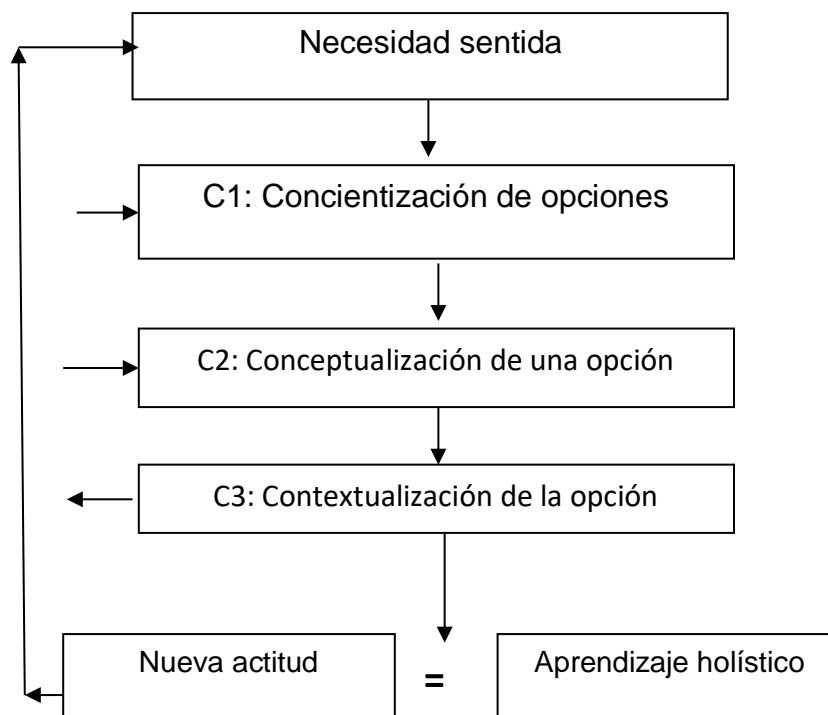 Necesidad sentida
C1: Concientización de opciones
C2: Conceptualización de una opción
C3: Contextualización de la opción
Nueva actitud = Aprendizaje holístico